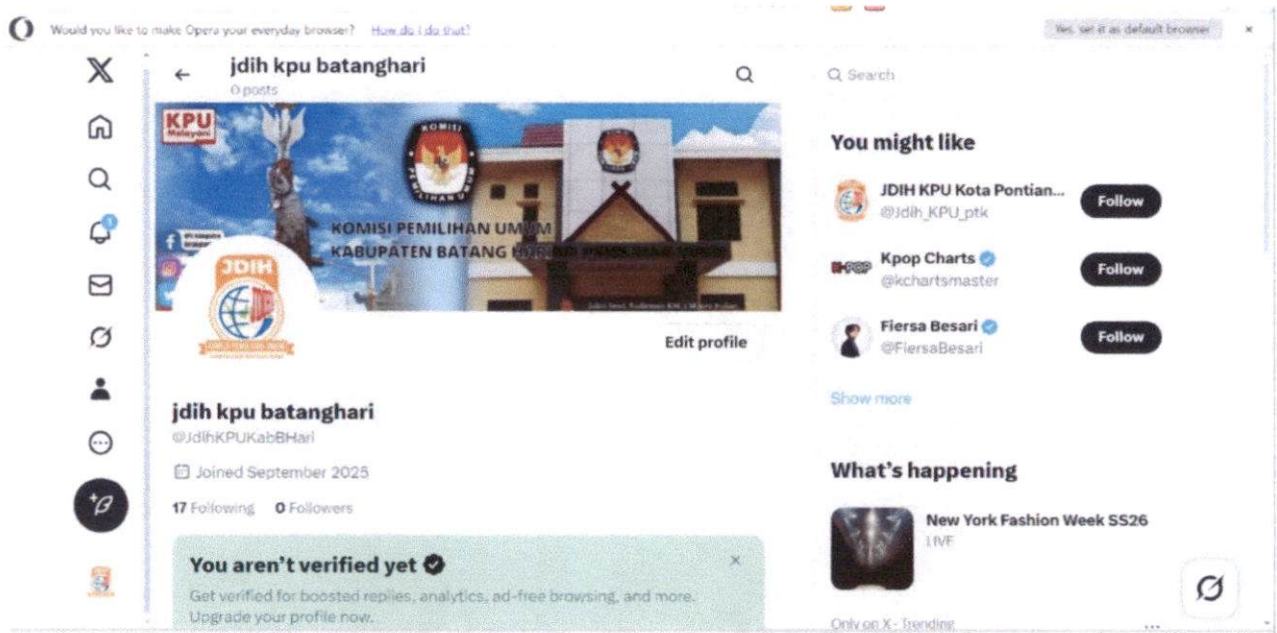 Would you like to make Opera your everyday browser? How do I do that?
Yes, set it as default browser
jdih kpu batanghari
0 posts
KPU
Melayani
KOMISI
PEMILIHAN UMUM
KOMISI PEMILIHAN UMUM
KABUPATEN BATANG HARI
JDIH
Edit profile
jdih kpu batanghari
@JdihKPUKabBHari
Joined September 2025
17 Following 0 Followers
You aren't verified yet
Get verified for boosted replies, analytics, ad-free browsing, and more.
Upgrade your profile now.
Search
You might like
JDIH KPU Kota Pontian...
@Jdih_KPU_ptk
Follow
K-POP
Kpop Charts
@kchartsmaster
Follow
Fiersa Besari
@FiersaBesari
Follow
Show more
What's happening
New York Fashion Week SS26
LIVE
Only on X · Trending